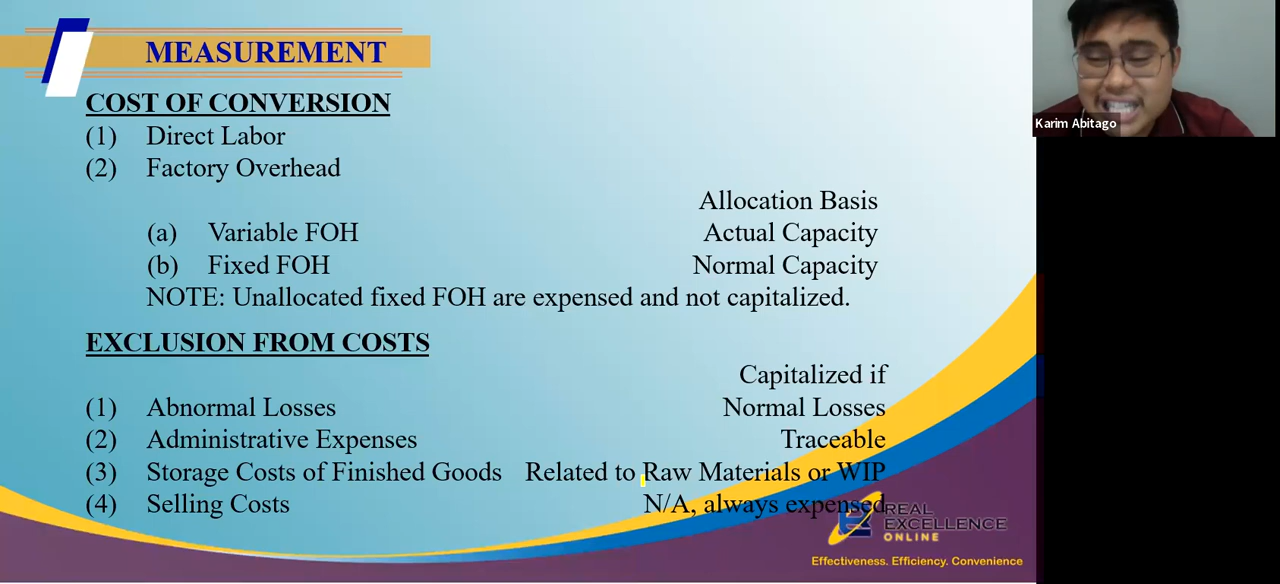 MEASUREMENT
COST OF CONVERSION
(1) Direct Labor
(2) Factory Overhead
Allocation Basis
(a) Variable FOH Actual Capacity
(b) Fixed FOH Normal Capacity
NOTE: Unallocated fixed FOH are expensed and not capitalized.
EXCLUSION FROM COSTS
Capitalized if
(1) Abnormal Losses Normal Losses
(2) Administrative Expenses Traceable
(3) Storage Costs of Finished Goods Related to Raw Materials or WIP
(4) Selling Costs N/A, always expensed
REAL
EXCELLENCE
ONLINE
Effectiveness. Efficiency. Convenience
Karim Abitago